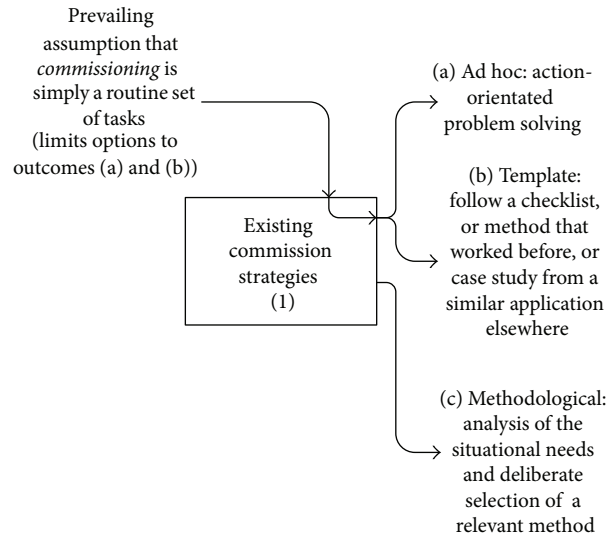 Prevailing
assumption that
commissioning is
simply a routine set
of tasks
(limits options to
outcomes (a) and (b))
Existing
commission
strategies
(1)
(a) Ad hoc: action-
orientated
problem solving
(b) Template:
follow a checklist,
or method that
worked before, or
case study from a
similar application
elsewhere
(c) Methodological:
analysis of the
situational needs
and deliberate
selection of a
relevant method